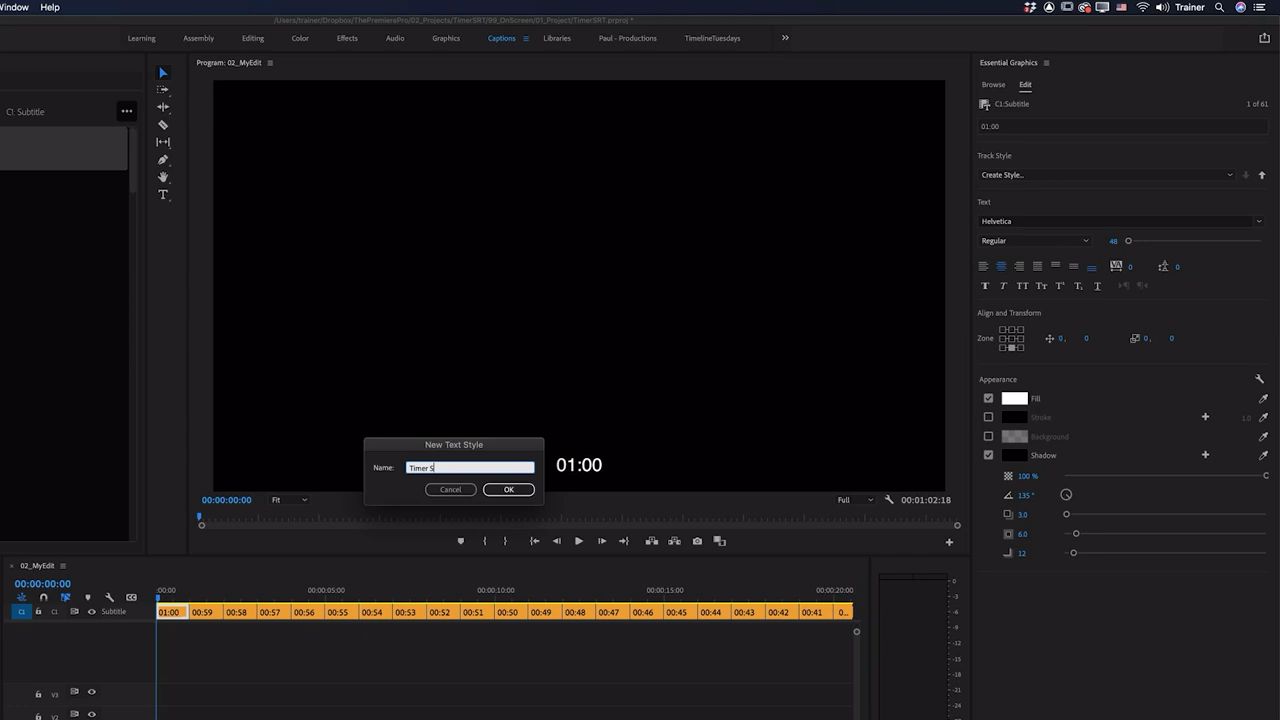 Window Help Trainer
/Users/trainer/Dropbox/ThePremierePro/02_Projects/TimerSRT/99_OnScreen/01_Project/TimerSRT.prproj *
Learning Assembly Editing Color Effects Audio Graphics Captions Libraries Paul - Productions TimelineTuesdays
Program: 02_MyEdit
Essential Graphics
Browse Edit
C1: Subtitle
C1:Subtitle 1 of 61
01:00
Track Style
Create Style...
Text
Helvetica
Regular 48
0 0
Align and Transform
Zone 0, 0 0, 0
Appearance
Fill
Stroke 1.0
Background
Shadow
100 %
135 °
3.0
6.0
12
New Text Style
Name: Timer S
Cancel OK
01:00
00:00:00:00 Fit Full 00:01:02:18
02_MyEdit
00:00:00:00
:00:00 00:00:05:00 00:00:10:00 00:00:15:00 00:00:20:00
C1 C1 Subtitle 01:00 00:59 00:58 00:57 00:56 00:55 00:54 00:53 00:52 00:51 00:50 00:49 00:48 00:47 00:46 00:45 00:44 00:43 00:42 00:41 0...
V3
V2
0
-3
-6
-9
-12
-15
-18
-21
-24